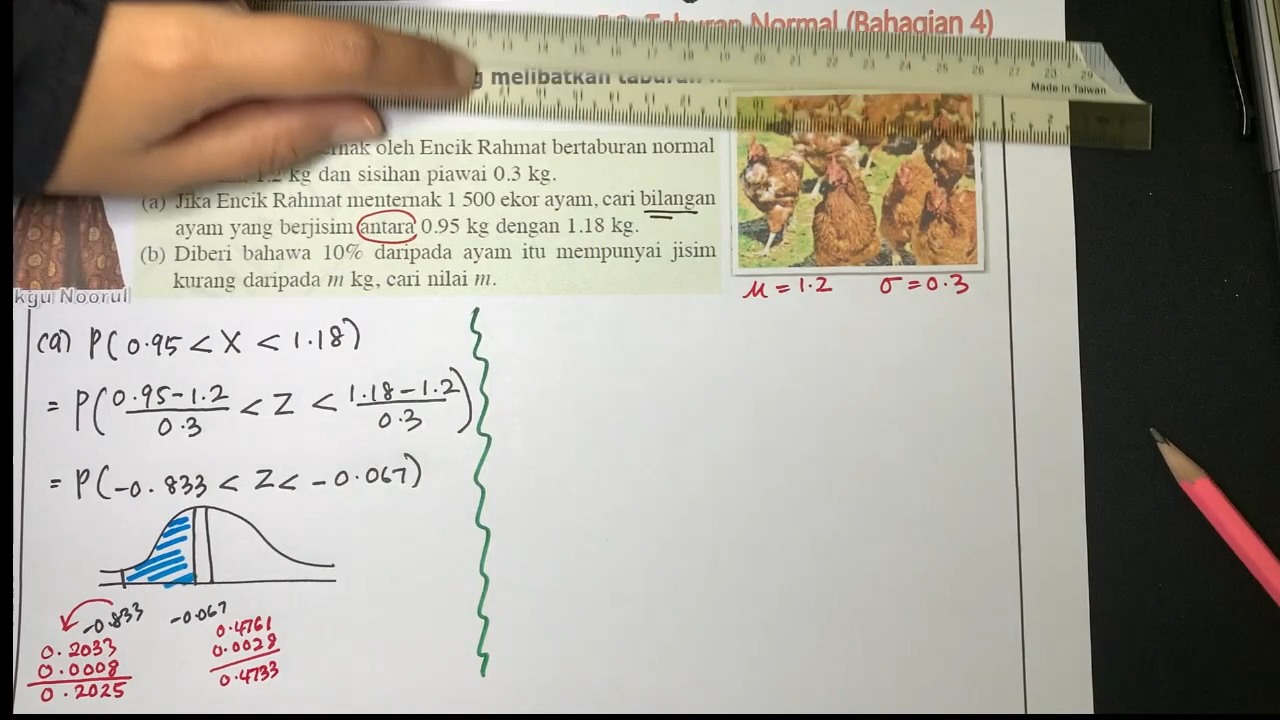 Taburan Normal (Bahagian 4)
melibatkan taburan
Made in Taiwan
oleh Encik Rahmat bertaburan normal
1.2 kg dan sisihan piawai 0.3 kg.
(a) Jika Encik Rahmat menternak 1 500 ekor ayam, cari bilangan
ayam yang berjisim antara 0.95 kg dengan 1.18 kg.
(b) Diberi bahawa 10% daripada ayam itu mempunyai jisim
kurang daripada m kg, cari nilai m.
kgu Noorul
μ = 1.2 σ = 0.3
(a) P(0.95 < X < 1.18)
= P(0.95-1.2/0.3 < Z < 1.18-1.2/0.3)
= P(-0.833 < Z < -0.067)
-0.833 -0.067
0.2033
0.0008
0.2025
0.4761
0.0028
0.4733